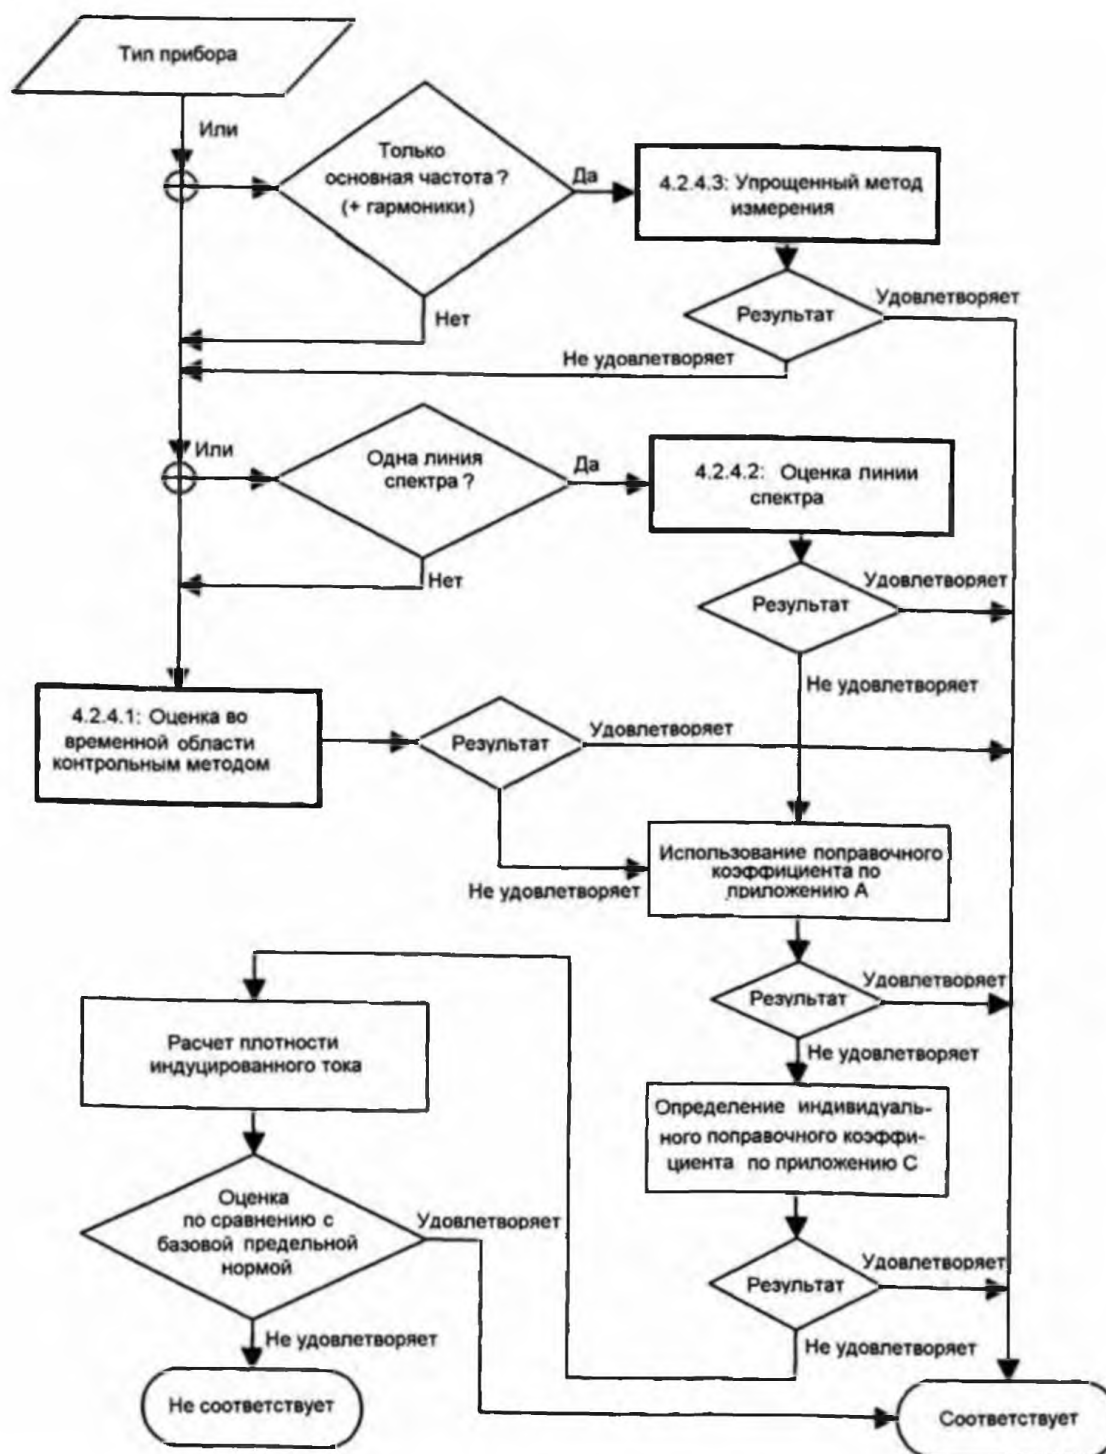 Тип прибора
Или
Только
основная частота?
(+ гармоники)
Да
4.2.4.3: Упрощенный метод
измерения
Нет
Результат
Удовлетворяет
Не удовлетворяет
Или
Одна линия
спектра?
Да
4.2.4.2: Оценка линии
спектра
Нет
Результат
Удовлетворяет
Не удовлетворяет
4.2.4.1: Оценка во
временной области
контрольным методом
Результат
Удовлетворяет
Не удовлетворяет
Использование поправочного
коэффициента по
приложению А
Результат
Удовлетворяет
Не удовлетворяет
Определение индивидуаль-
ного поправочного коэффи-
циента по приложению С
Результат
Удовлетворяет
Не удовлетворяет
Расчет плотности
индуцированного тока
Оценка
по сравнению с
базовой предельной
нормой
Удовлетворяет
Не удовлетворяет
Не соответствует
Соответствует